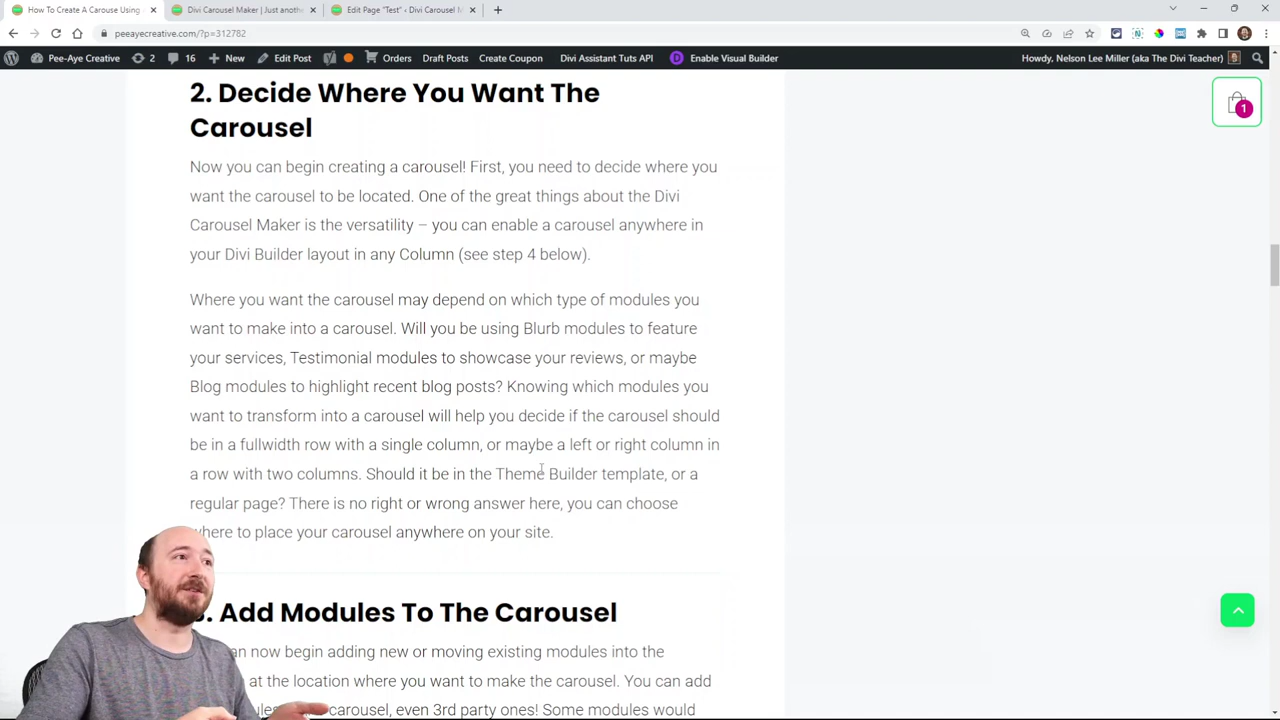 How To Create A Carouse Using
Divi Carousel Maker | Just anoth
Edit Page "Test" ‹ Divi Carousel M
peeayecreative.com/?p=312782
Pee-Aye Creative
2
16
New
Edit Post
Orders
Draft Posts
Create Coupon
Divi Assistant Tuts API
Enable Visual Builder
Howdy, Nelson Lee Miller (aka The Divi Teacher)
1
2. Decide Where You Want The
Carousel
Now you can begin creating a carousel! First, you need to decide where you
want the carousel to be located. One of the great things about the Divi
Carousel Maker is the versatility – you can enable a carousel anywhere in
your Divi Builder layout in any Column (see step 4 below).
Where you want the carousel may depend on which type of modules you
want to make into a carousel. Will you be using Blurb modules to feature
your services, Testimonial modules to showcase your reviews, or maybe
Blog modules to highlight recent blog posts? Knowing which modules you
want to transform into a carousel will help you decide if the carousel should
be in a fullwidth row with a single column, or maybe a left or right column in
a row with two columns. Should it be in the Theme Builder template, or a
regular page? There is no right or wrong answer here, you can choose
where to place your carousel anywhere on your site.
. Add Modules To The Carousel
an now begin adding new or moving existing modules into the
at the location where you want to make the carousel. You can add
carousel, even 3rd party ones! Some modules would